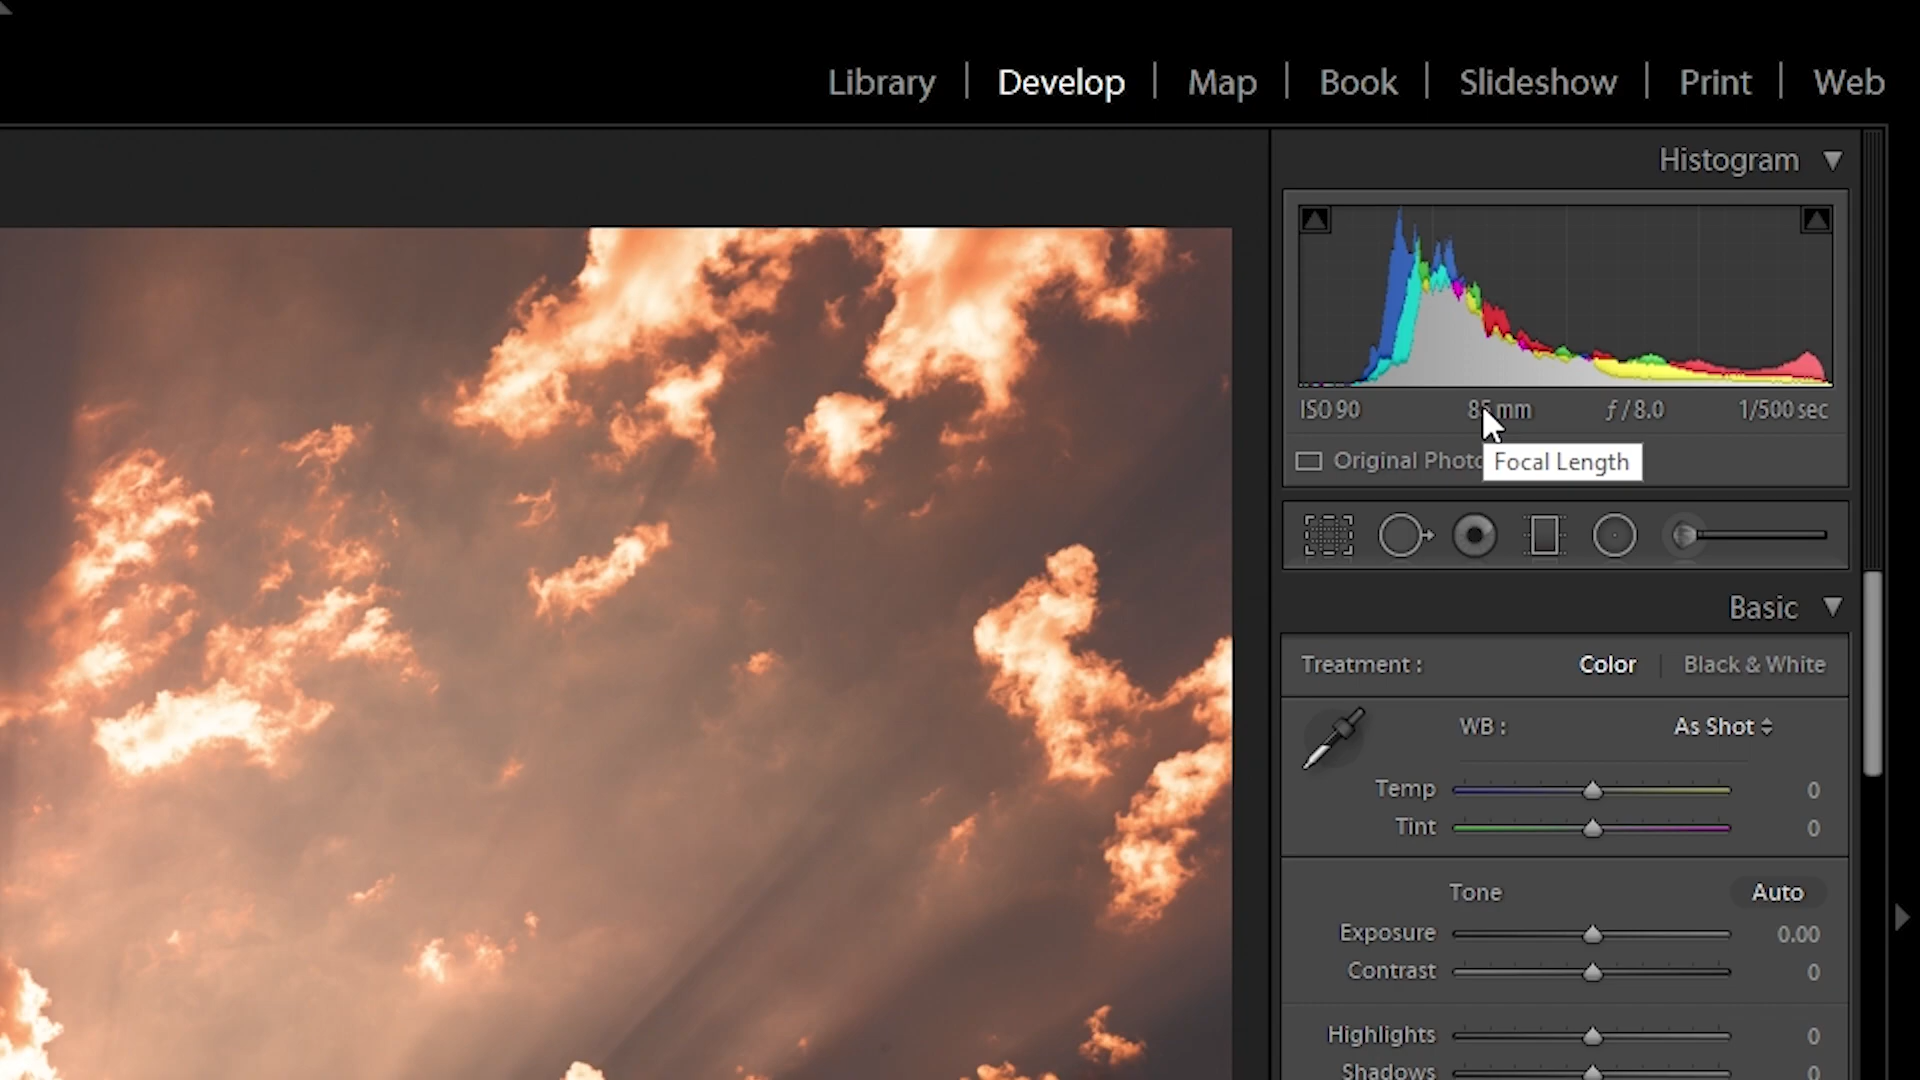 Library | Develop | Map | Book | Slideshow | Print | Web
Histogram
ISO 90 85 mm ƒ / 8.0 1/500 sec
Original Photo
Focal Length
Basic
Treatment : Color | Black & White
WB : As Shot
Temp 0
Tint 0
Tone Auto
Exposure 0.00
Contrast 0
Highlights 0
Shadows 0